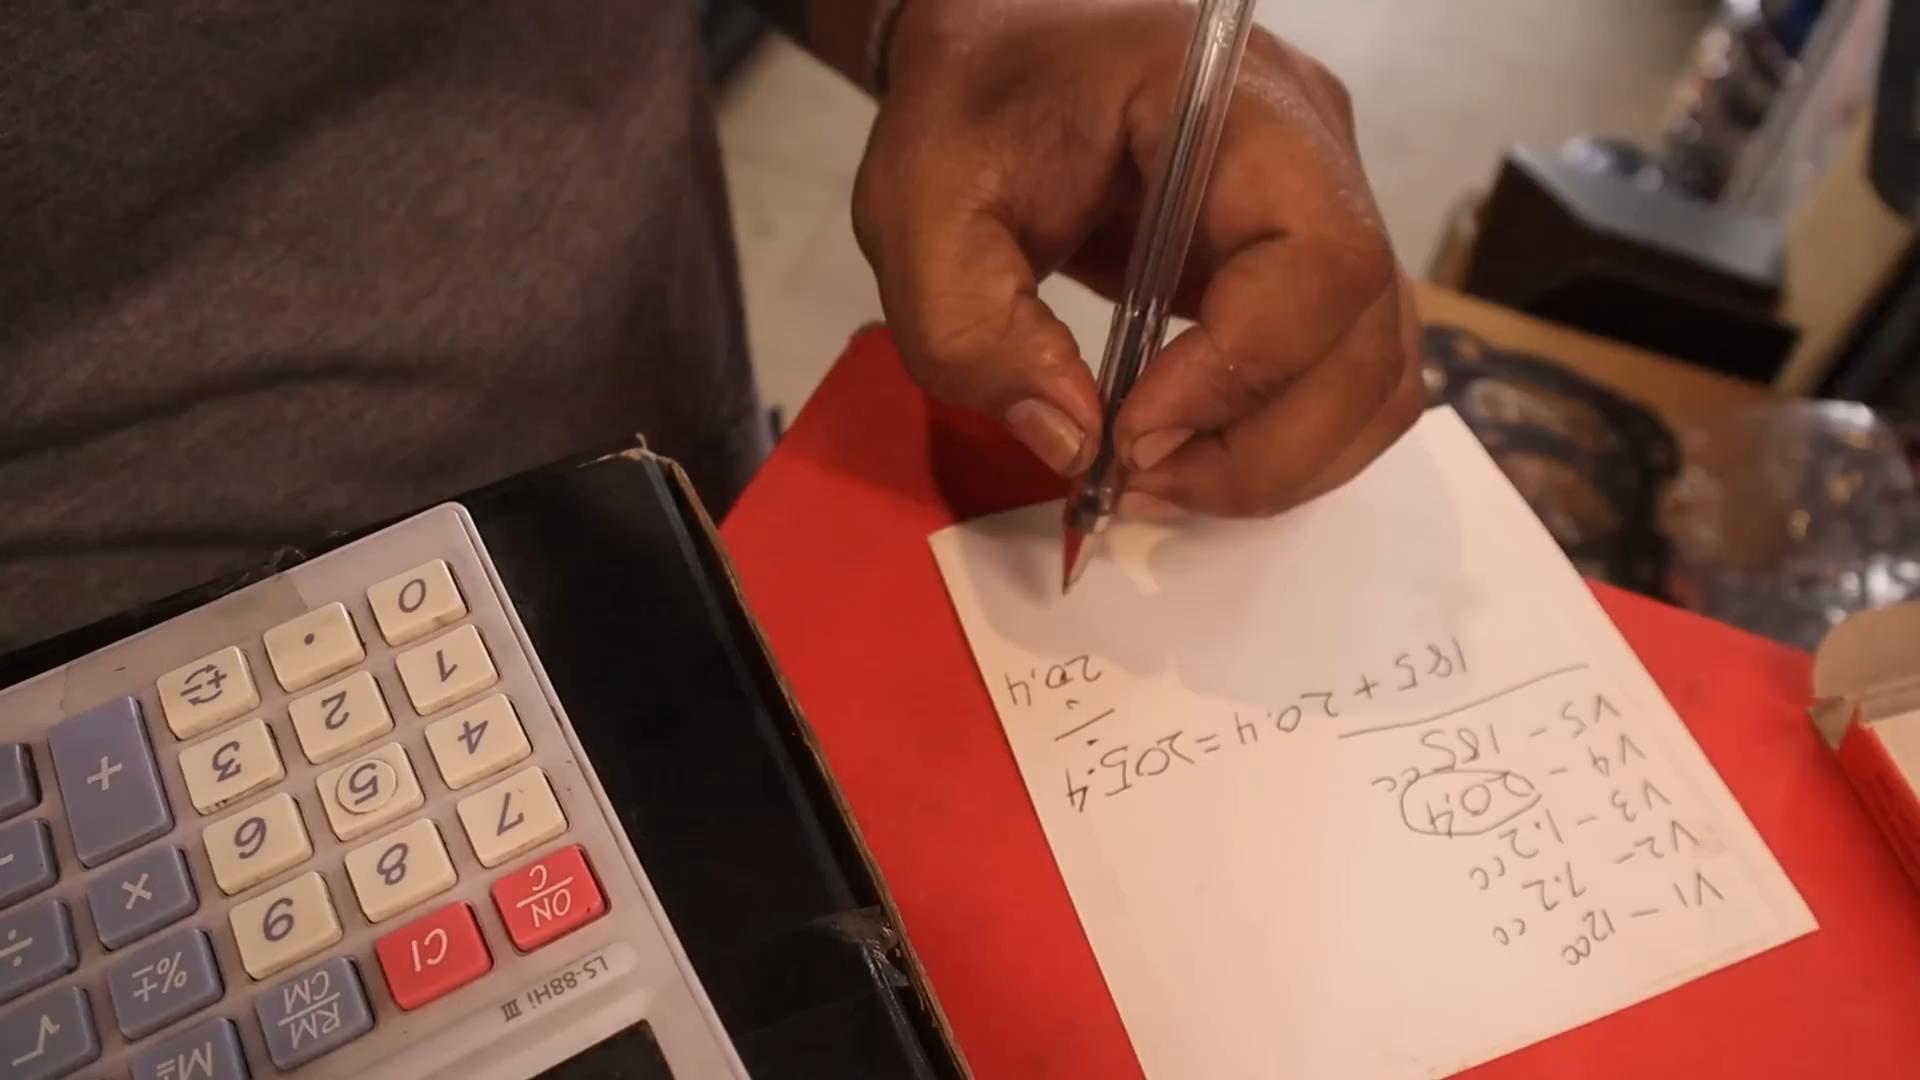 V1 - 12cc
V2 - 7.2 cc
V3 - 1.2 cc
V4 - 20.4
V5 - 185 cc
185 + 20.4 = 205.4
÷
20.4
LS-88Hi III
ON/C
CI
RM/CM
M=
7
8
9
%±
√
4
5
6
×
÷
1
2
3
+
-
0
.
+-